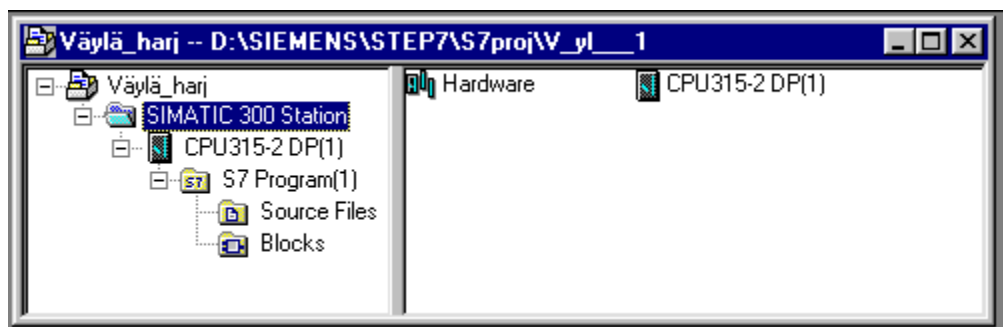 Väylä_harj -- D:\SIEMENS\STEP7\S7proj\V_yl___1
Väylä_harj
SIMATIC 300 Station
CPU315-2 DP(1)
S7 Program(1)
Source Files
Blocks
Hardware
CPU315-2 DP(1)